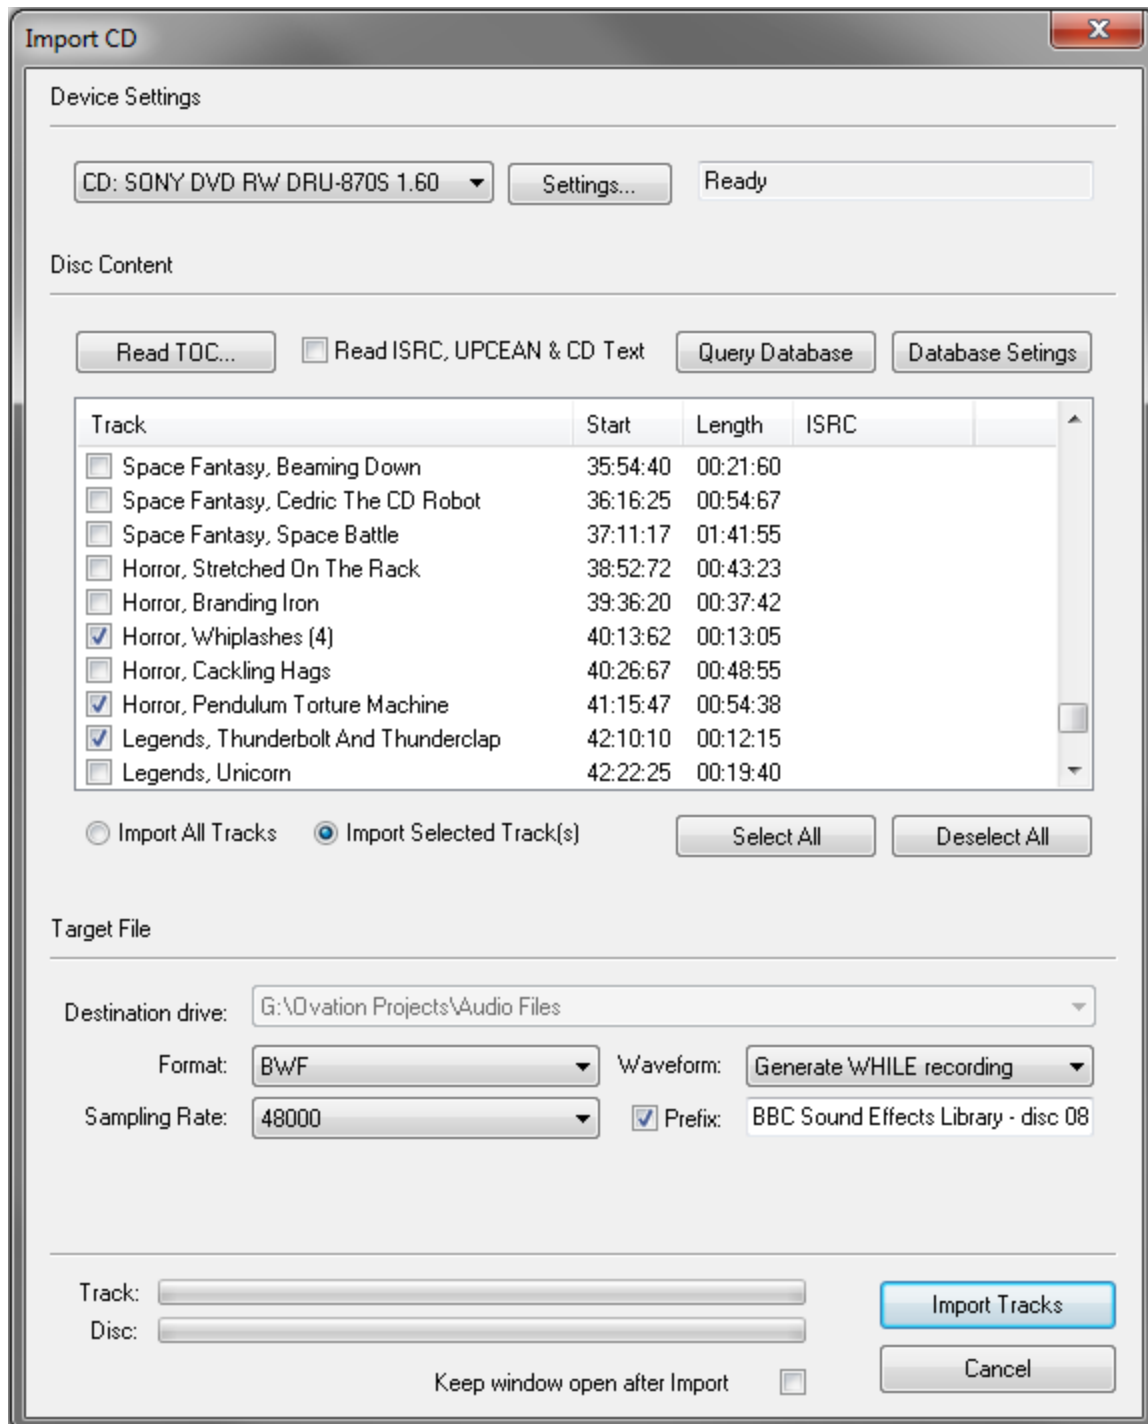 Import CD
Device Settings
CD: SONY DVD RW DRU-870S 1.60 Settings... Ready
Disc Content
Read TOC... Read ISRC, UPCEAN & CD Text Query Database Database Setings
Track Start Length ISRC
Space Fantasy, Beaming Down 35:54:40 00:21:60
Space Fantasy, Cedric The CD Robot 36:16:25 00:54:67
Space Fantasy, Space Battle 37:11:17 01:41:55
Horror, Stretched On The Rack 38:52:72 00:43:23
Horror, Branding Iron 39:36:20 00:37:42
Horror, Whiplashes (4) 40:13:62 00:13:05
Horror, Cackling Hags 40:26:67 00:48:55
Horror, Pendulum Torture Machine 41:15:47 00:54:38
Legends, Thunderbolt And Thunderclap 42:10:10 00:12:15
Legends, Unicorn 42:22:25 00:19:40
Import All Tracks Import Selected Track(s) Select All Deselect All
Target File
Destination drive: G:\Ovation Projects\Audio Files
Format: BWF Waveform: Generate WHILE recording
Sampling Rate: 48000 Prefix: BBC Sound Effects Library - disc 08
Track: Import Tracks
Disc:
Keep window open after Import Cancel